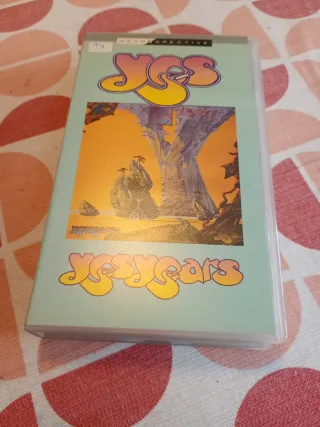 RETROSPECTIVE
YES
YESYEARS